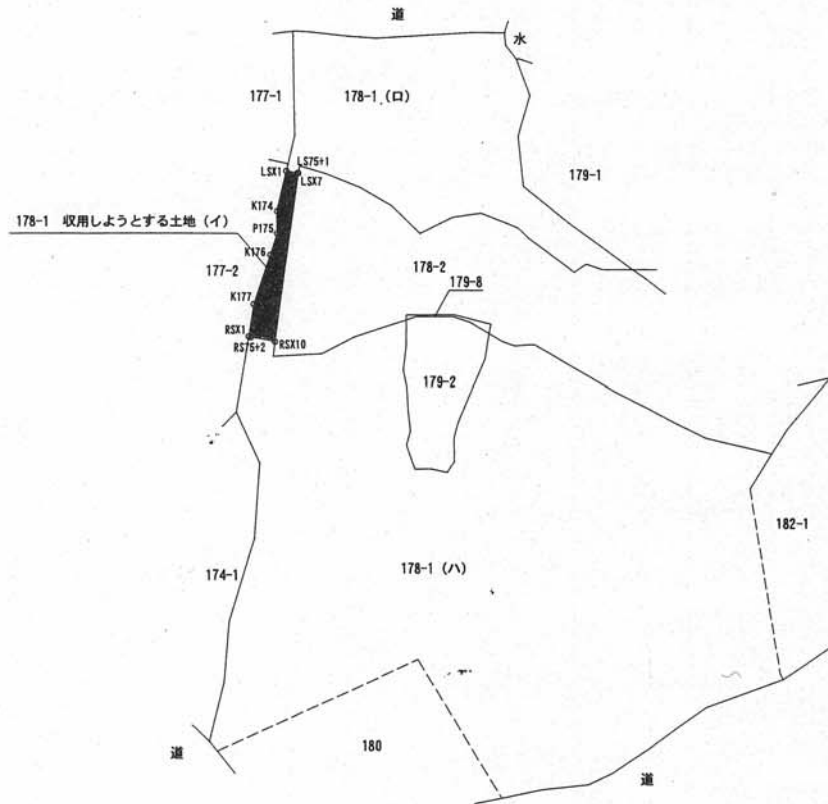 道
水
177-1
178-1 (ロ)
LS75+1
LSX1
LSX7
179-1
K174
178-1 収用しようとする土地 (イ)
P175
K176
177-2
178-2
179-8
K177
RSX1
RS75+2
RSX10
179-2
182-1
174-1
178-1 (ハ)
道
180
道